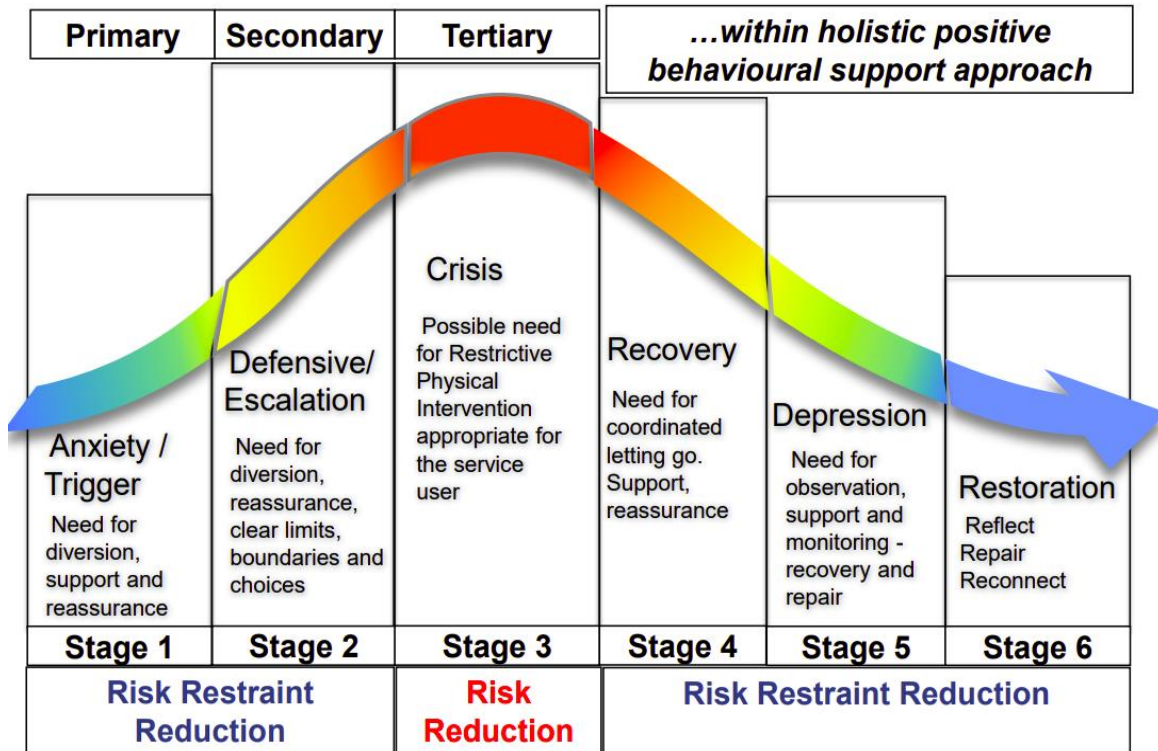 Primary
Secondary
Tertiary
...within holistic positive
behavioural support approach
Anxiety /
Trigger
Need for
diversion,
support and
reassurance
Defensive/
Escalation
Need for
diversion,
reassurance,
clear limits,
boundaries and
choices
Crisis
Possible need
for Restrictive
Physical
Intervention
appropriate for
the service
user
Recovery
Need for
coordinated
letting go.
Support,
reassurance
Depression
Need for
observation,
support and
monitoring -
recovery and
repair
Restoration
Reflect
Repair
Reconnect
Stage 1
Stage 2
Stage 3
Stage 4
Stage 5
Stage 6
Risk Restraint
Reduction
Risk
Reduction
Risk Restraint Reduction